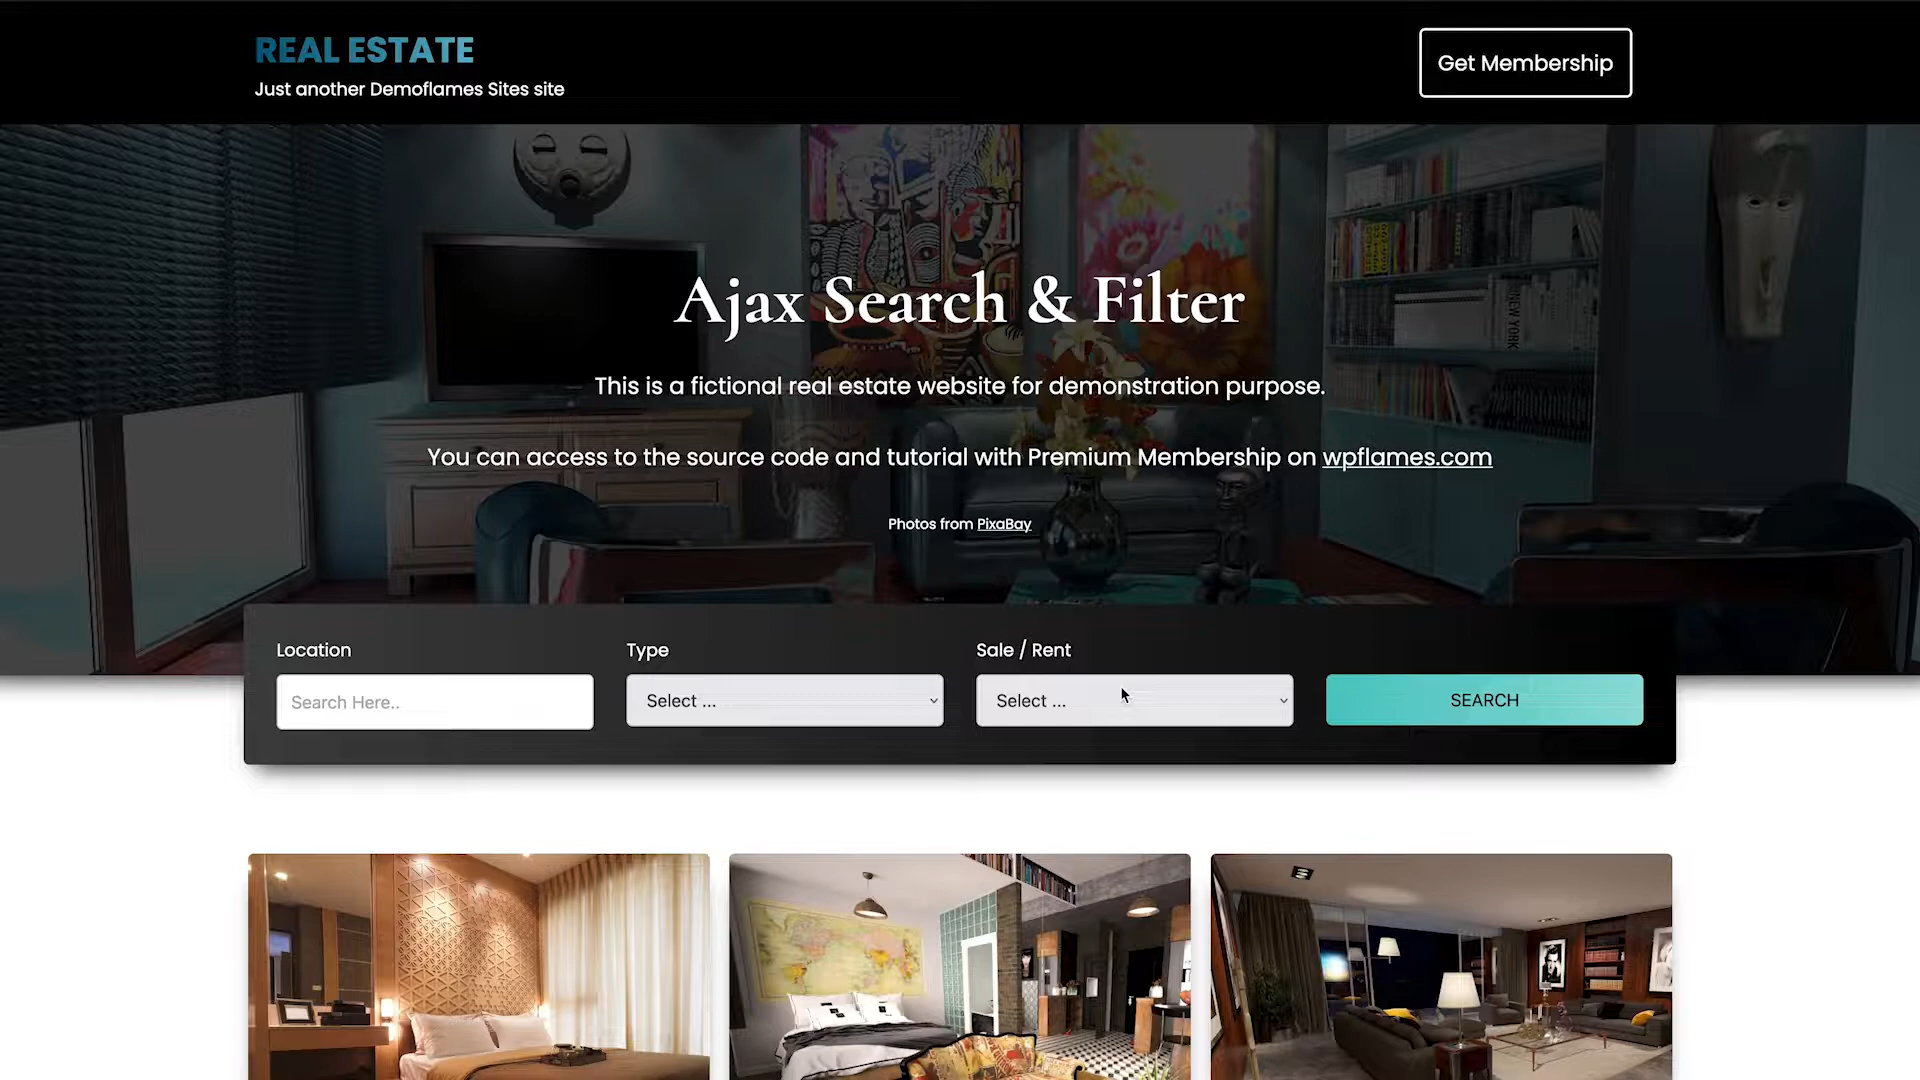 REAL ESTATE
Just another Demoflames Sites site
Get Membership
NEW YORK
Ajax Search & Filter
This is a fictional real estate website for demonstration purpose.
You can access to the source code and tutorial with Premium Membership on wpflames.com
Photos from PixaBay
Location
Type
Sale / Rent
Search Here..
Select ...
Select ...
SEARCH